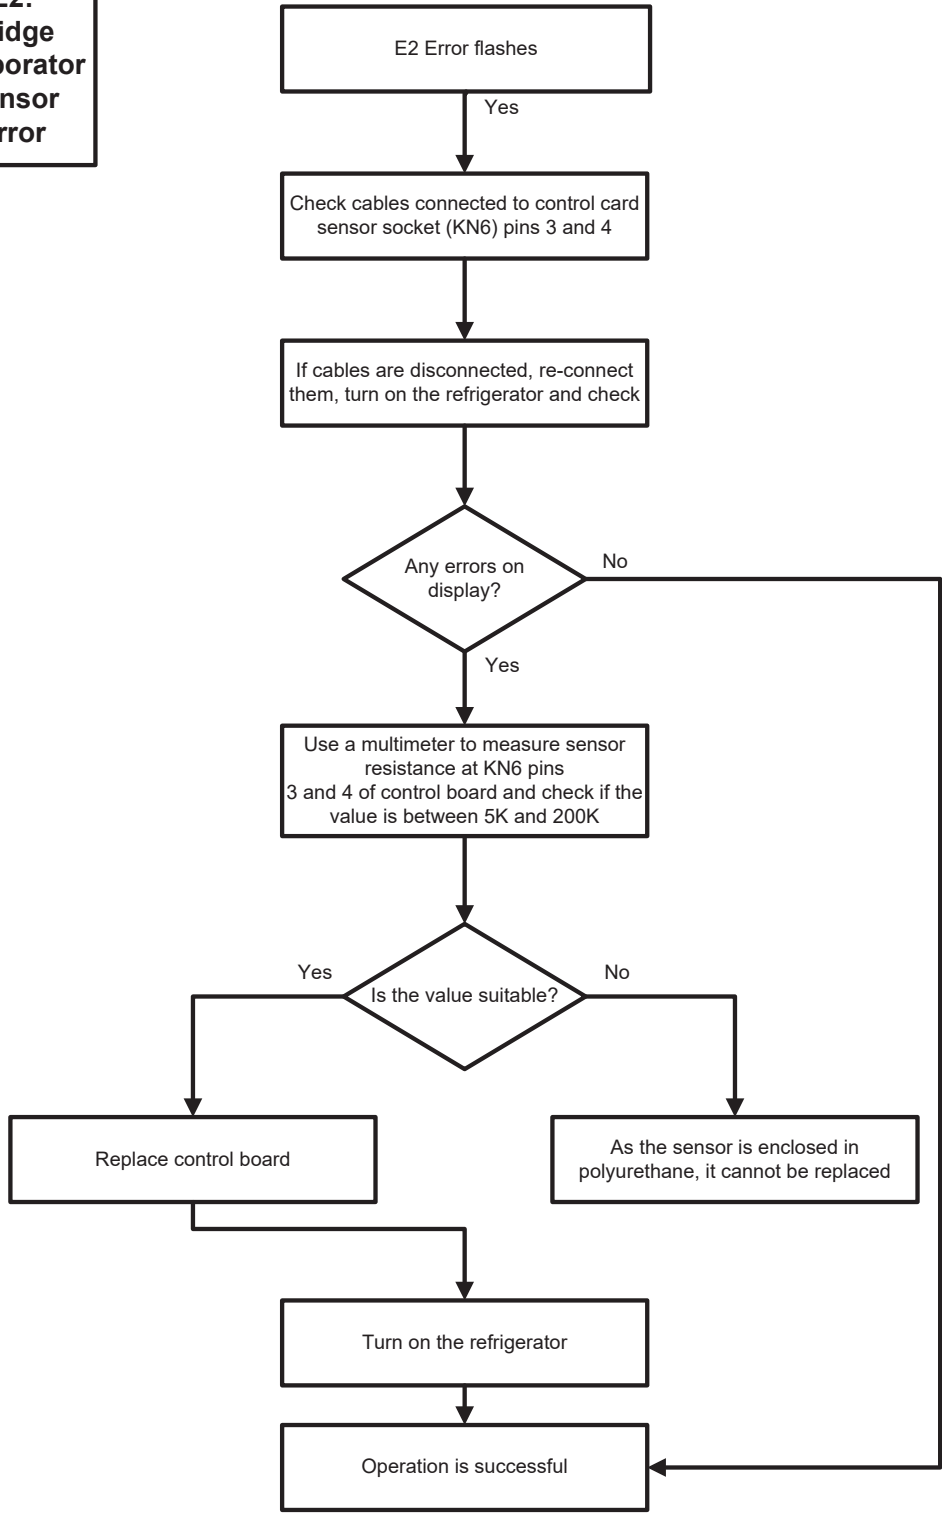 E2 Error flashes
Yes
Check cables connected to control card
sensor socket (KN6) pins 3 and 4
If cables are disconnected, re-connect
them, turn on the refrigerator and check
Any errors on
display?
No
Yes
Use a multimeter to measure sensor
resistance at KN6 pins
3 and 4 of control board and check if the
value is between 5K and 200K
Yes
No
Is the value suitable?
Replace control board
As the sensor is enclosed in
polyurethane, it cannot be replaced
Turn on the refrigerator
Operation is successful